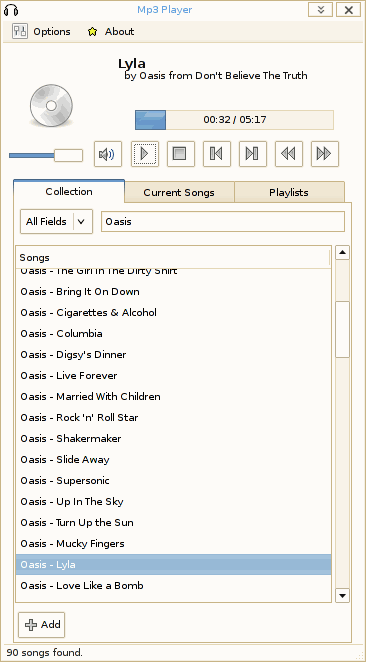 Mp3 Player
Options About
Lyla
by Oasis from Don't Believe The Truth
00:32 / 05:17
Collection Current Songs Playlists
All Fields Oasis
Songs
Oasis - The Girl In The Dirty Shirt
Oasis - Bring It On Down
Oasis - Cigarettes & Alcohol
Oasis - Columbia
Oasis - Digsy's Dinner
Oasis - Live Forever
Oasis - Married With Children
Oasis - Rock 'n' Roll Star
Oasis - Shakermaker
Oasis - Slide Away
Oasis - Supersonic
Oasis - Up In The Sky
Oasis - Turn Up the Sun
Oasis - Mucky Fingers
Oasis - Lyla
Oasis - Love Like a Bomb
Add
90 songs found.